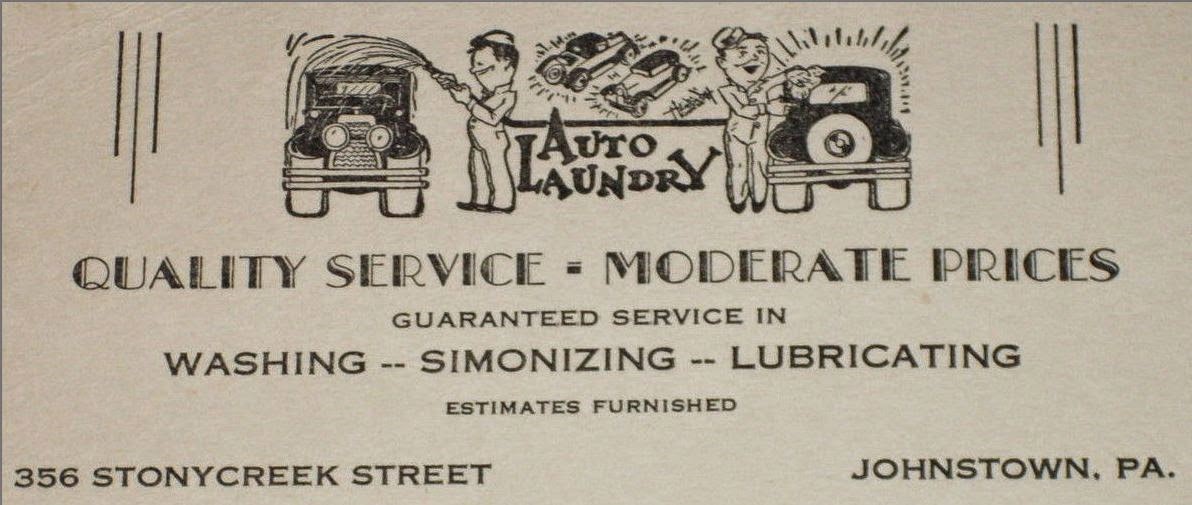 AUTO
LAUNDRY
QUALITY SERVICE - MODERATE PRICES
GUARANTEED SERVICE IN
WASHING -- SIMONIZING -- LUBRICATING
ESTIMATES FURNISHED
356 STONYCREEK STREET
JOHNSTOWN, PA.